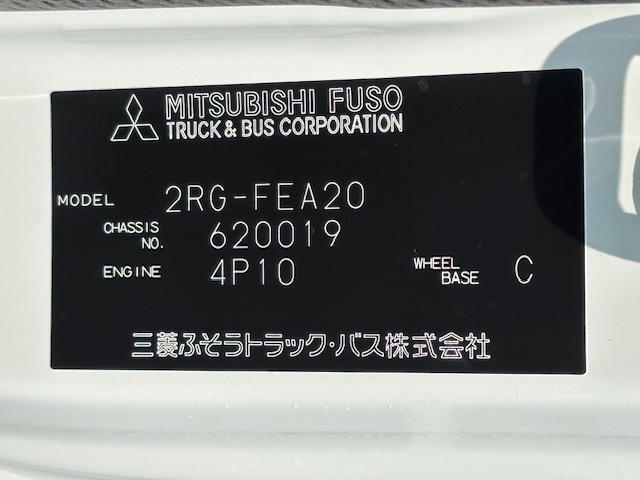 MITSUBISHI FUSO
TRUCK & BUS CORPORATION
MODEL 2RG-FEA20
CHASSIS NO. 620019
ENGINE 4P10 WHEEL BASE C
三菱ふそうトラック・バス株式会社